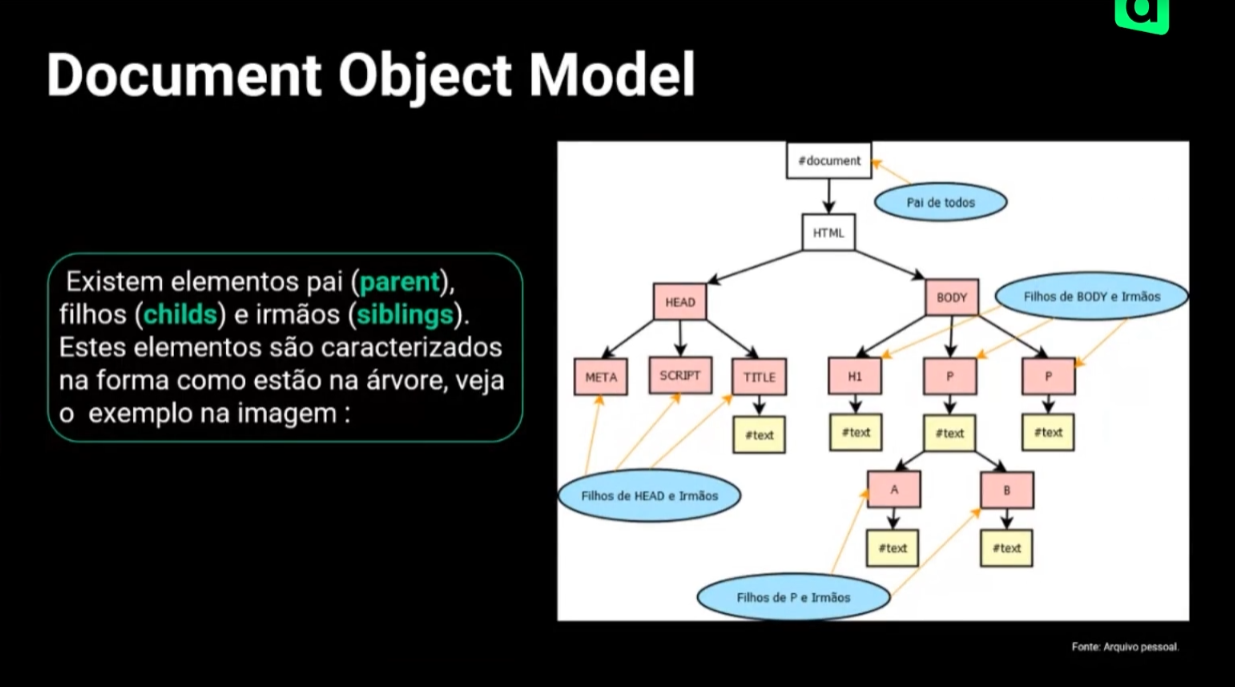 Document Object Model
Existem elementos pai (parent),
filhos (childs) e irmãos (siblings).
Estes elementos são caracterizados
na forma como estão na árvore, veja
o exemplo na imagem :
#document
Pai de todos
HTML
HEAD
BODY
Filhos de BODY e Irmãos
META
SCRIPT
TITLE
H1
P
P
#text
#text
#text
#text
A
B
Filhos de HEAD e Irmãos
#text
#text
Filhos de P e Irmãos
Fonte: Arquivo pessoal.